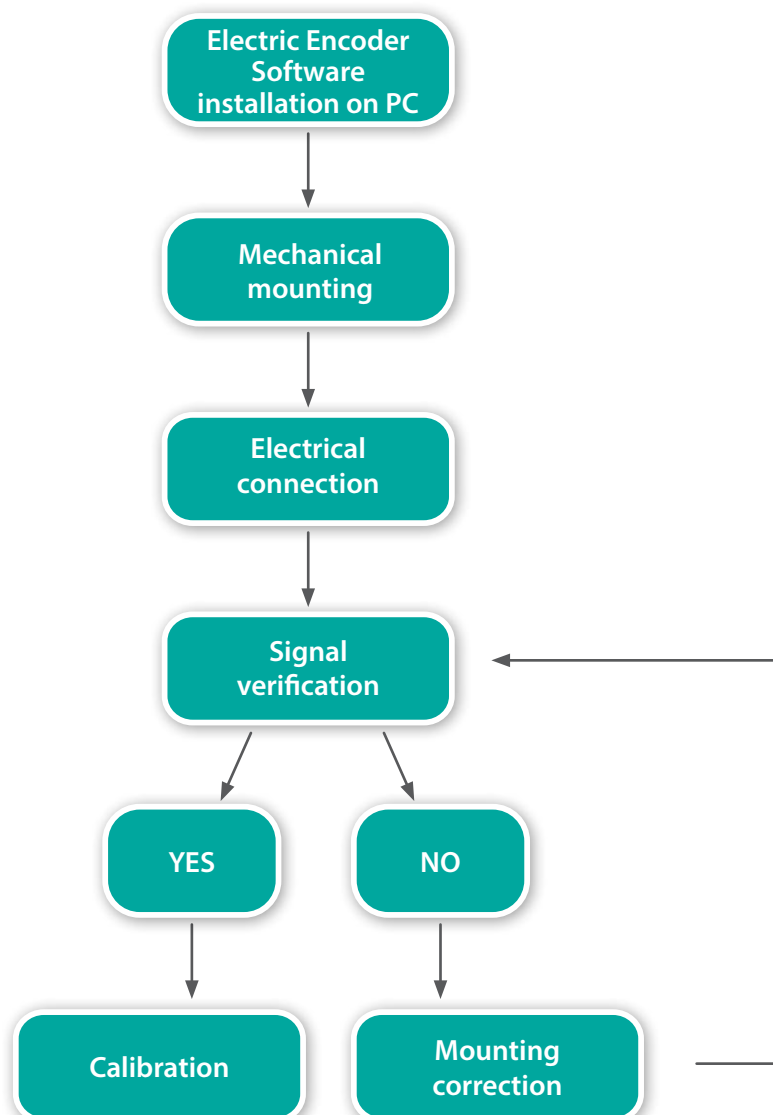 Electric Encoder
Software
installation on PC
Mechanical
mounting
Electrical
connection
Signal
verification
YES
NO
Calibration
Mounting
correction